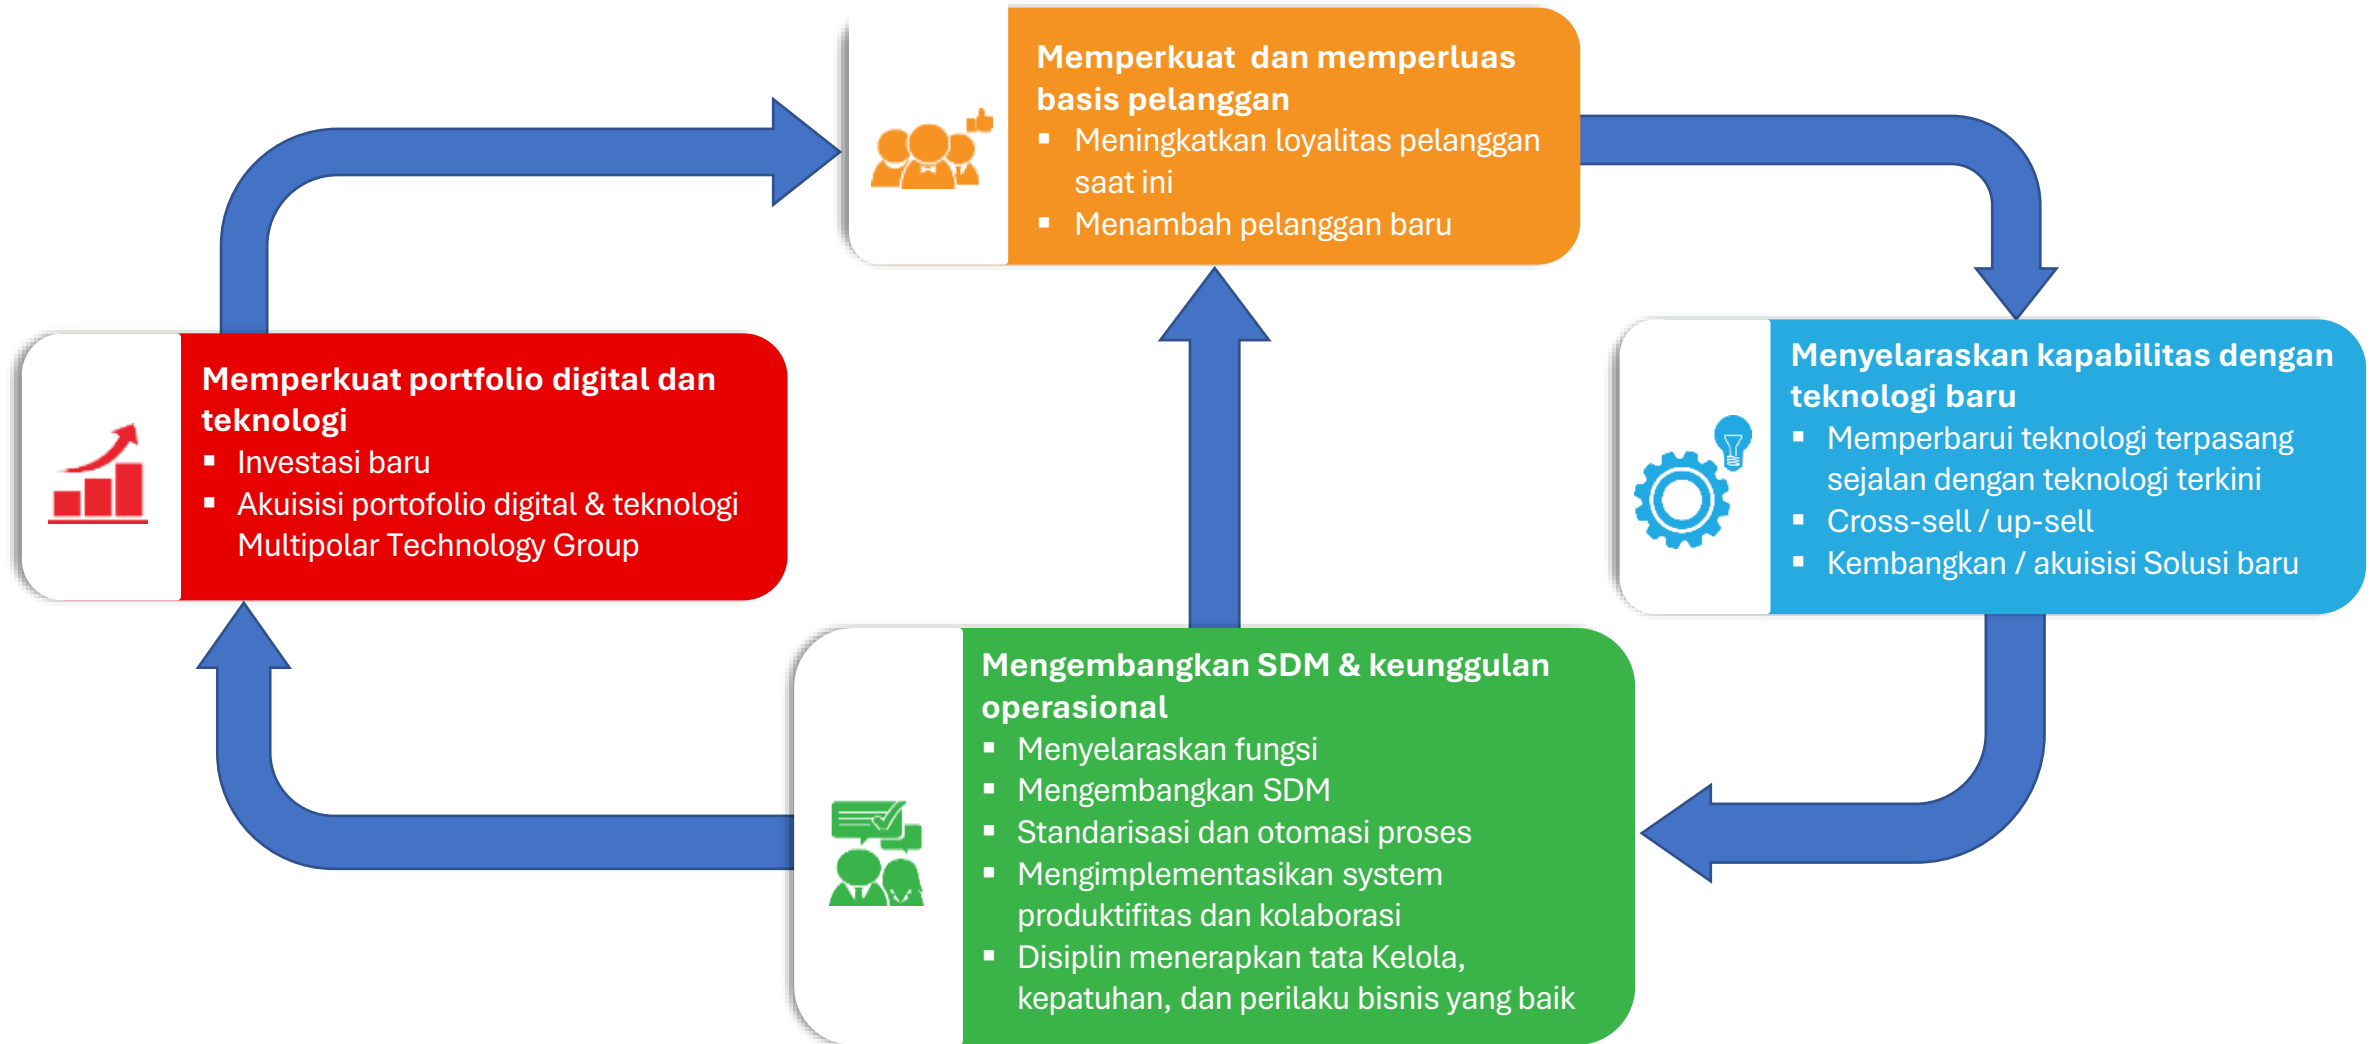 Memperkuat dan memperluas
basis pelanggan
▪ Meningkatkan loyalitas pelanggan
saat ini
▪ Menambah pelanggan baru
Memperkuat portfolio digital dan
teknologi
▪ Investasi baru
▪ Akuisisi portofolio digital & teknologi
Multipolar Technology Group
Menyelaraskan kapabilitas dengan
teknologi baru
▪ Memperbarui teknologi terpasang
sejalan dengan teknologi terkini
▪ Cross-sell / up-sell
▪ Kembangkan / akuisisi Solusi baru
Mengembangkan SDM & keunggulan
operasional
▪ Menyelaraskan fungsi
▪ Mengembangkan SDM
▪ Standarisasi dan otomasi proses
▪ Mengimplementasikan system
produktifitas dan kolaborasi
▪ Disiplin menerapkan tata Kelola,
kepatuhan, dan perilaku bisnis yang baik